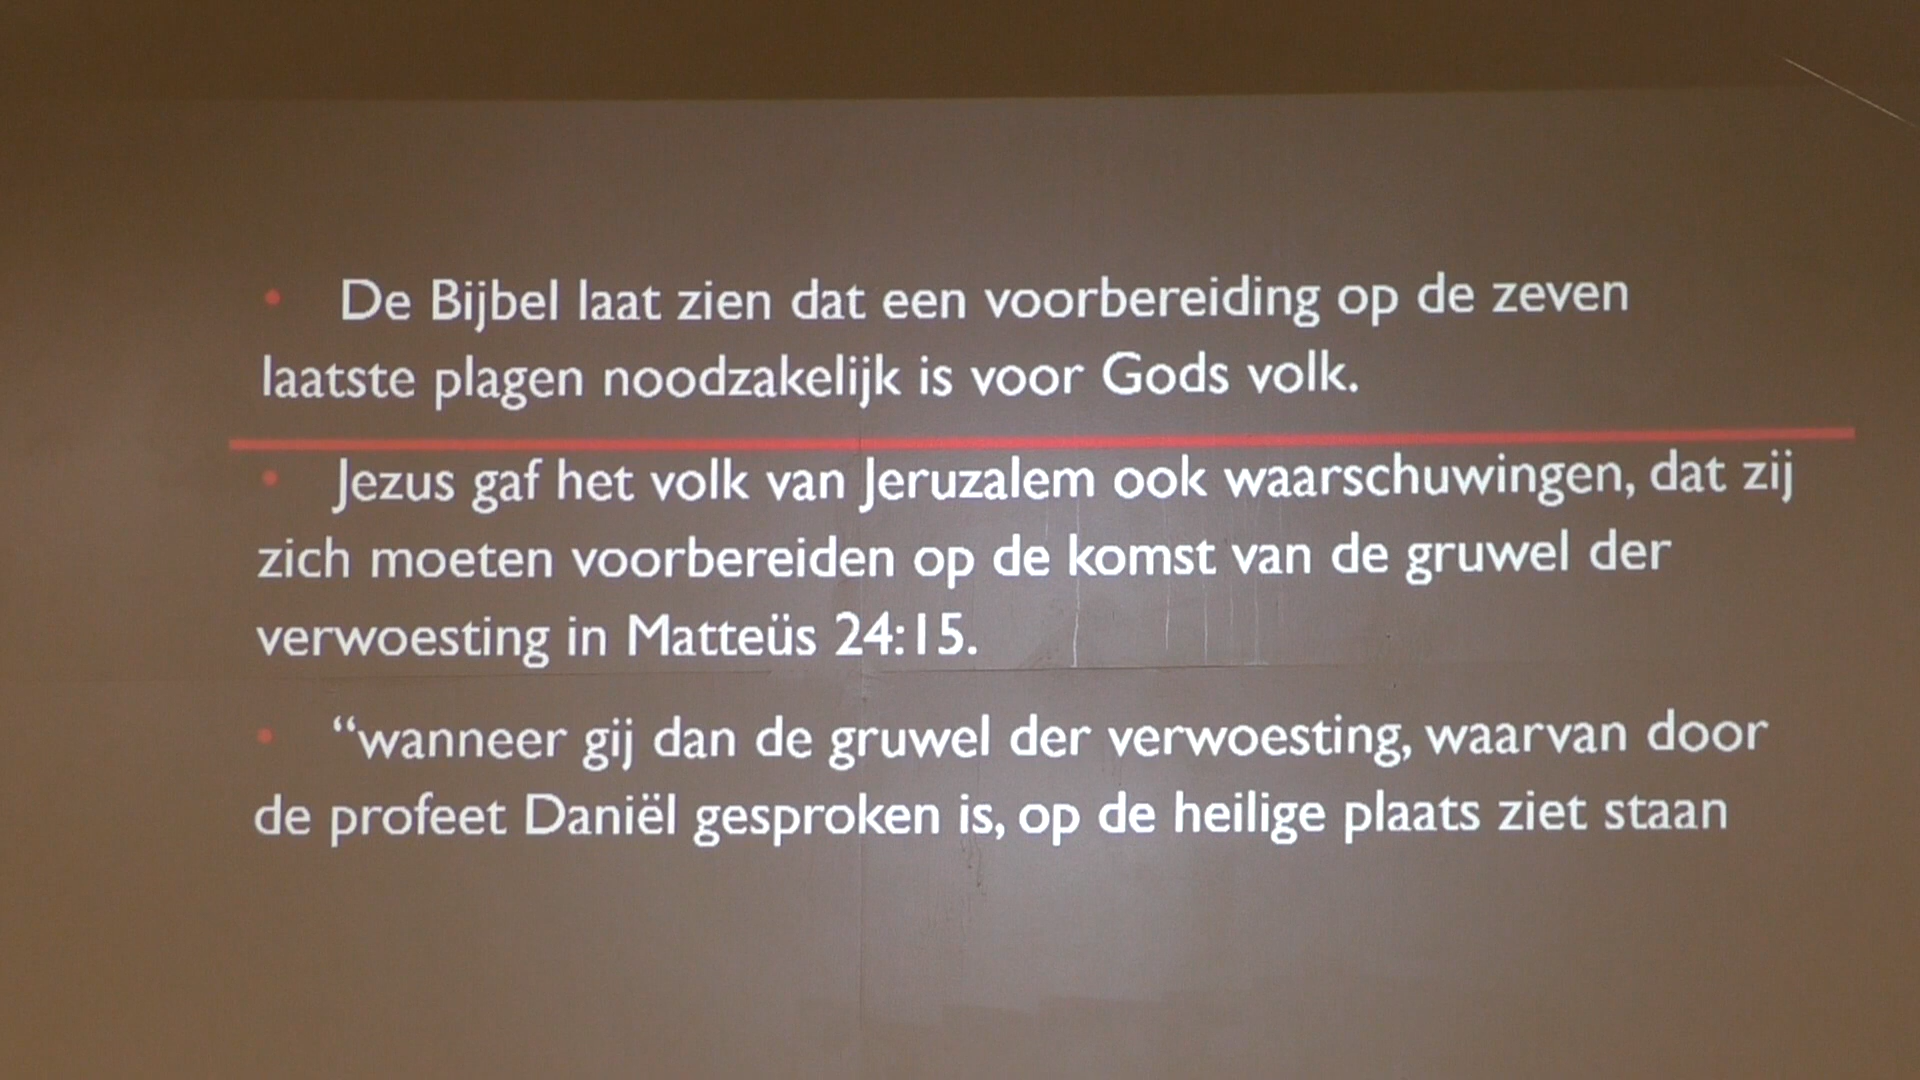 • De Bijbel laat zien dat een voorbereiding op de zeven
laatste plagen noodzakelijk is voor Gods volk.
• Jezus gaf het volk van Jeruzalem ook waarschuwingen, dat zij
zich moeten voorbereiden op de komst van de gruwel der
verwoesting in Matteüs 24:15.
• “wanneer gij dan de gruwel der verwoesting, waarvan door
de profeet Daniël gesproken is, op de heilige plaats ziet staan